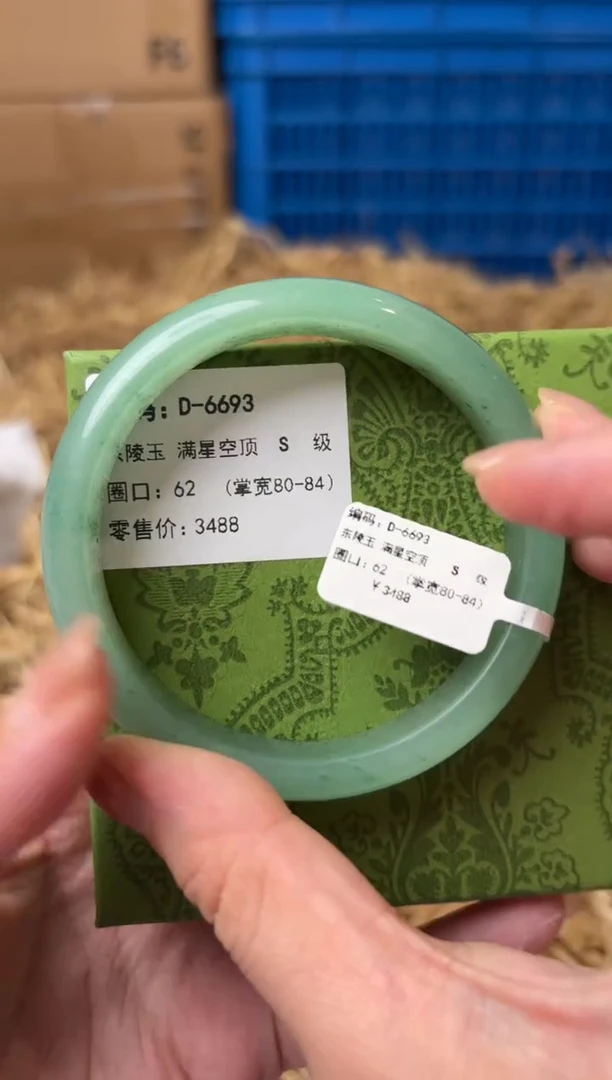 F6
码: D-6693
东陵玉 满星空顶 S 级
圈口: 62 (掌宽80-84)
零售价: 3488
编码: D-6693
东陵玉 满星空顶 S 级
圈口: 62 (掌宽80-84)
￥3488